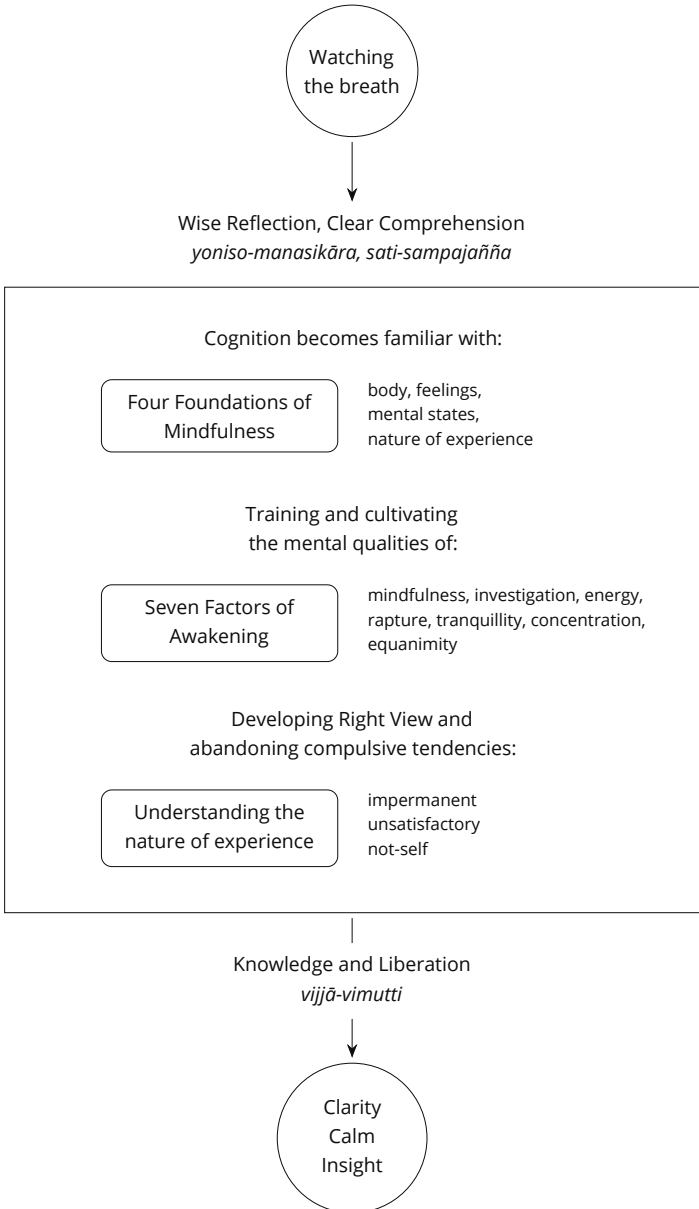 Watching
the breath
Wise Reflection, Clear Comprehension
yoniso-manasikāra, sati-sampajañña
Cognition becomes familiar with:
Four Foundations of
Mindfulness
body, feelings,
mental states,
nature of experience
Training and cultivating
the mental qualities of:
Seven Factors of
Awakening
mindfulness, investigation, energy,
rapture, tranquillity, concentration,
equanimity
Developing Right View and
abandoning compulsive tendencies:
Understanding the
nature of experience
impermanent
unsatisfactory
not-self
Knowledge and Liberation
vijjā-vimutti
Clarity
Calm
Insight